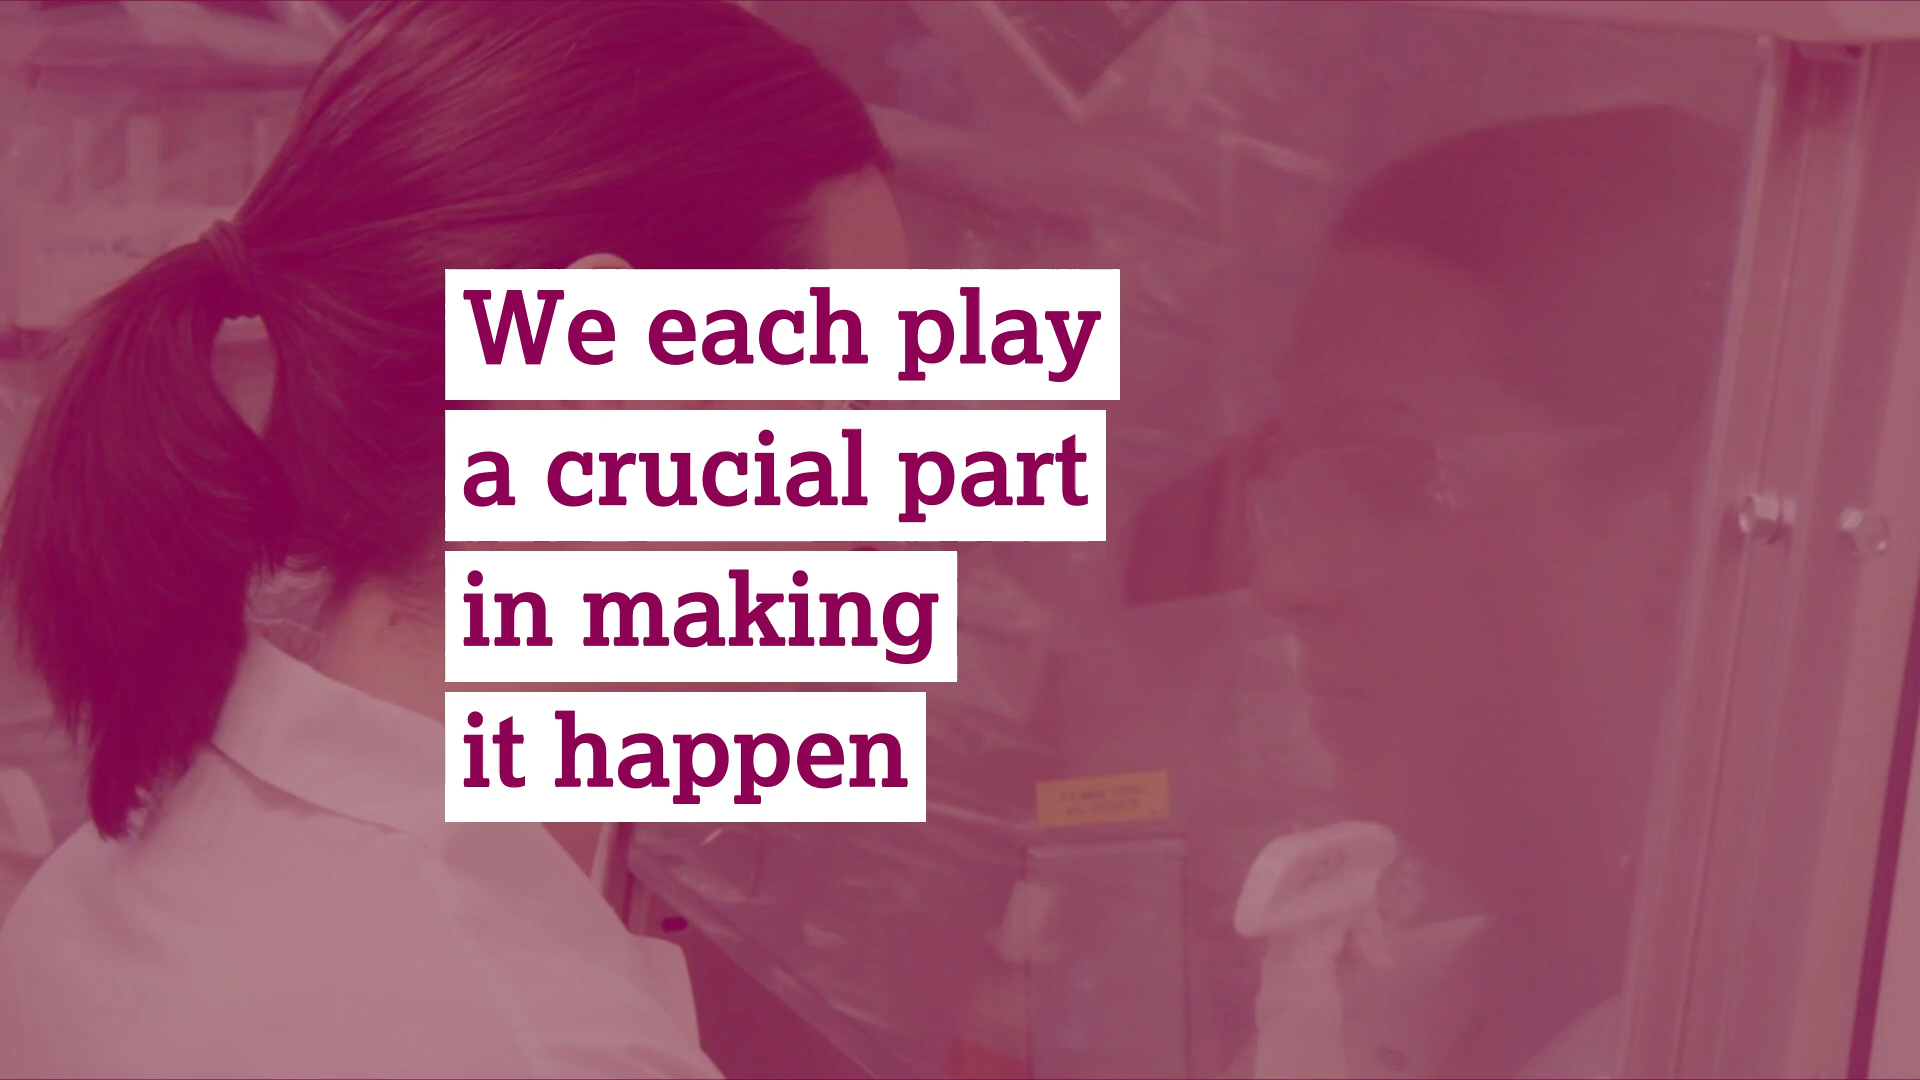 We each play
a crucial part
in making
it happen